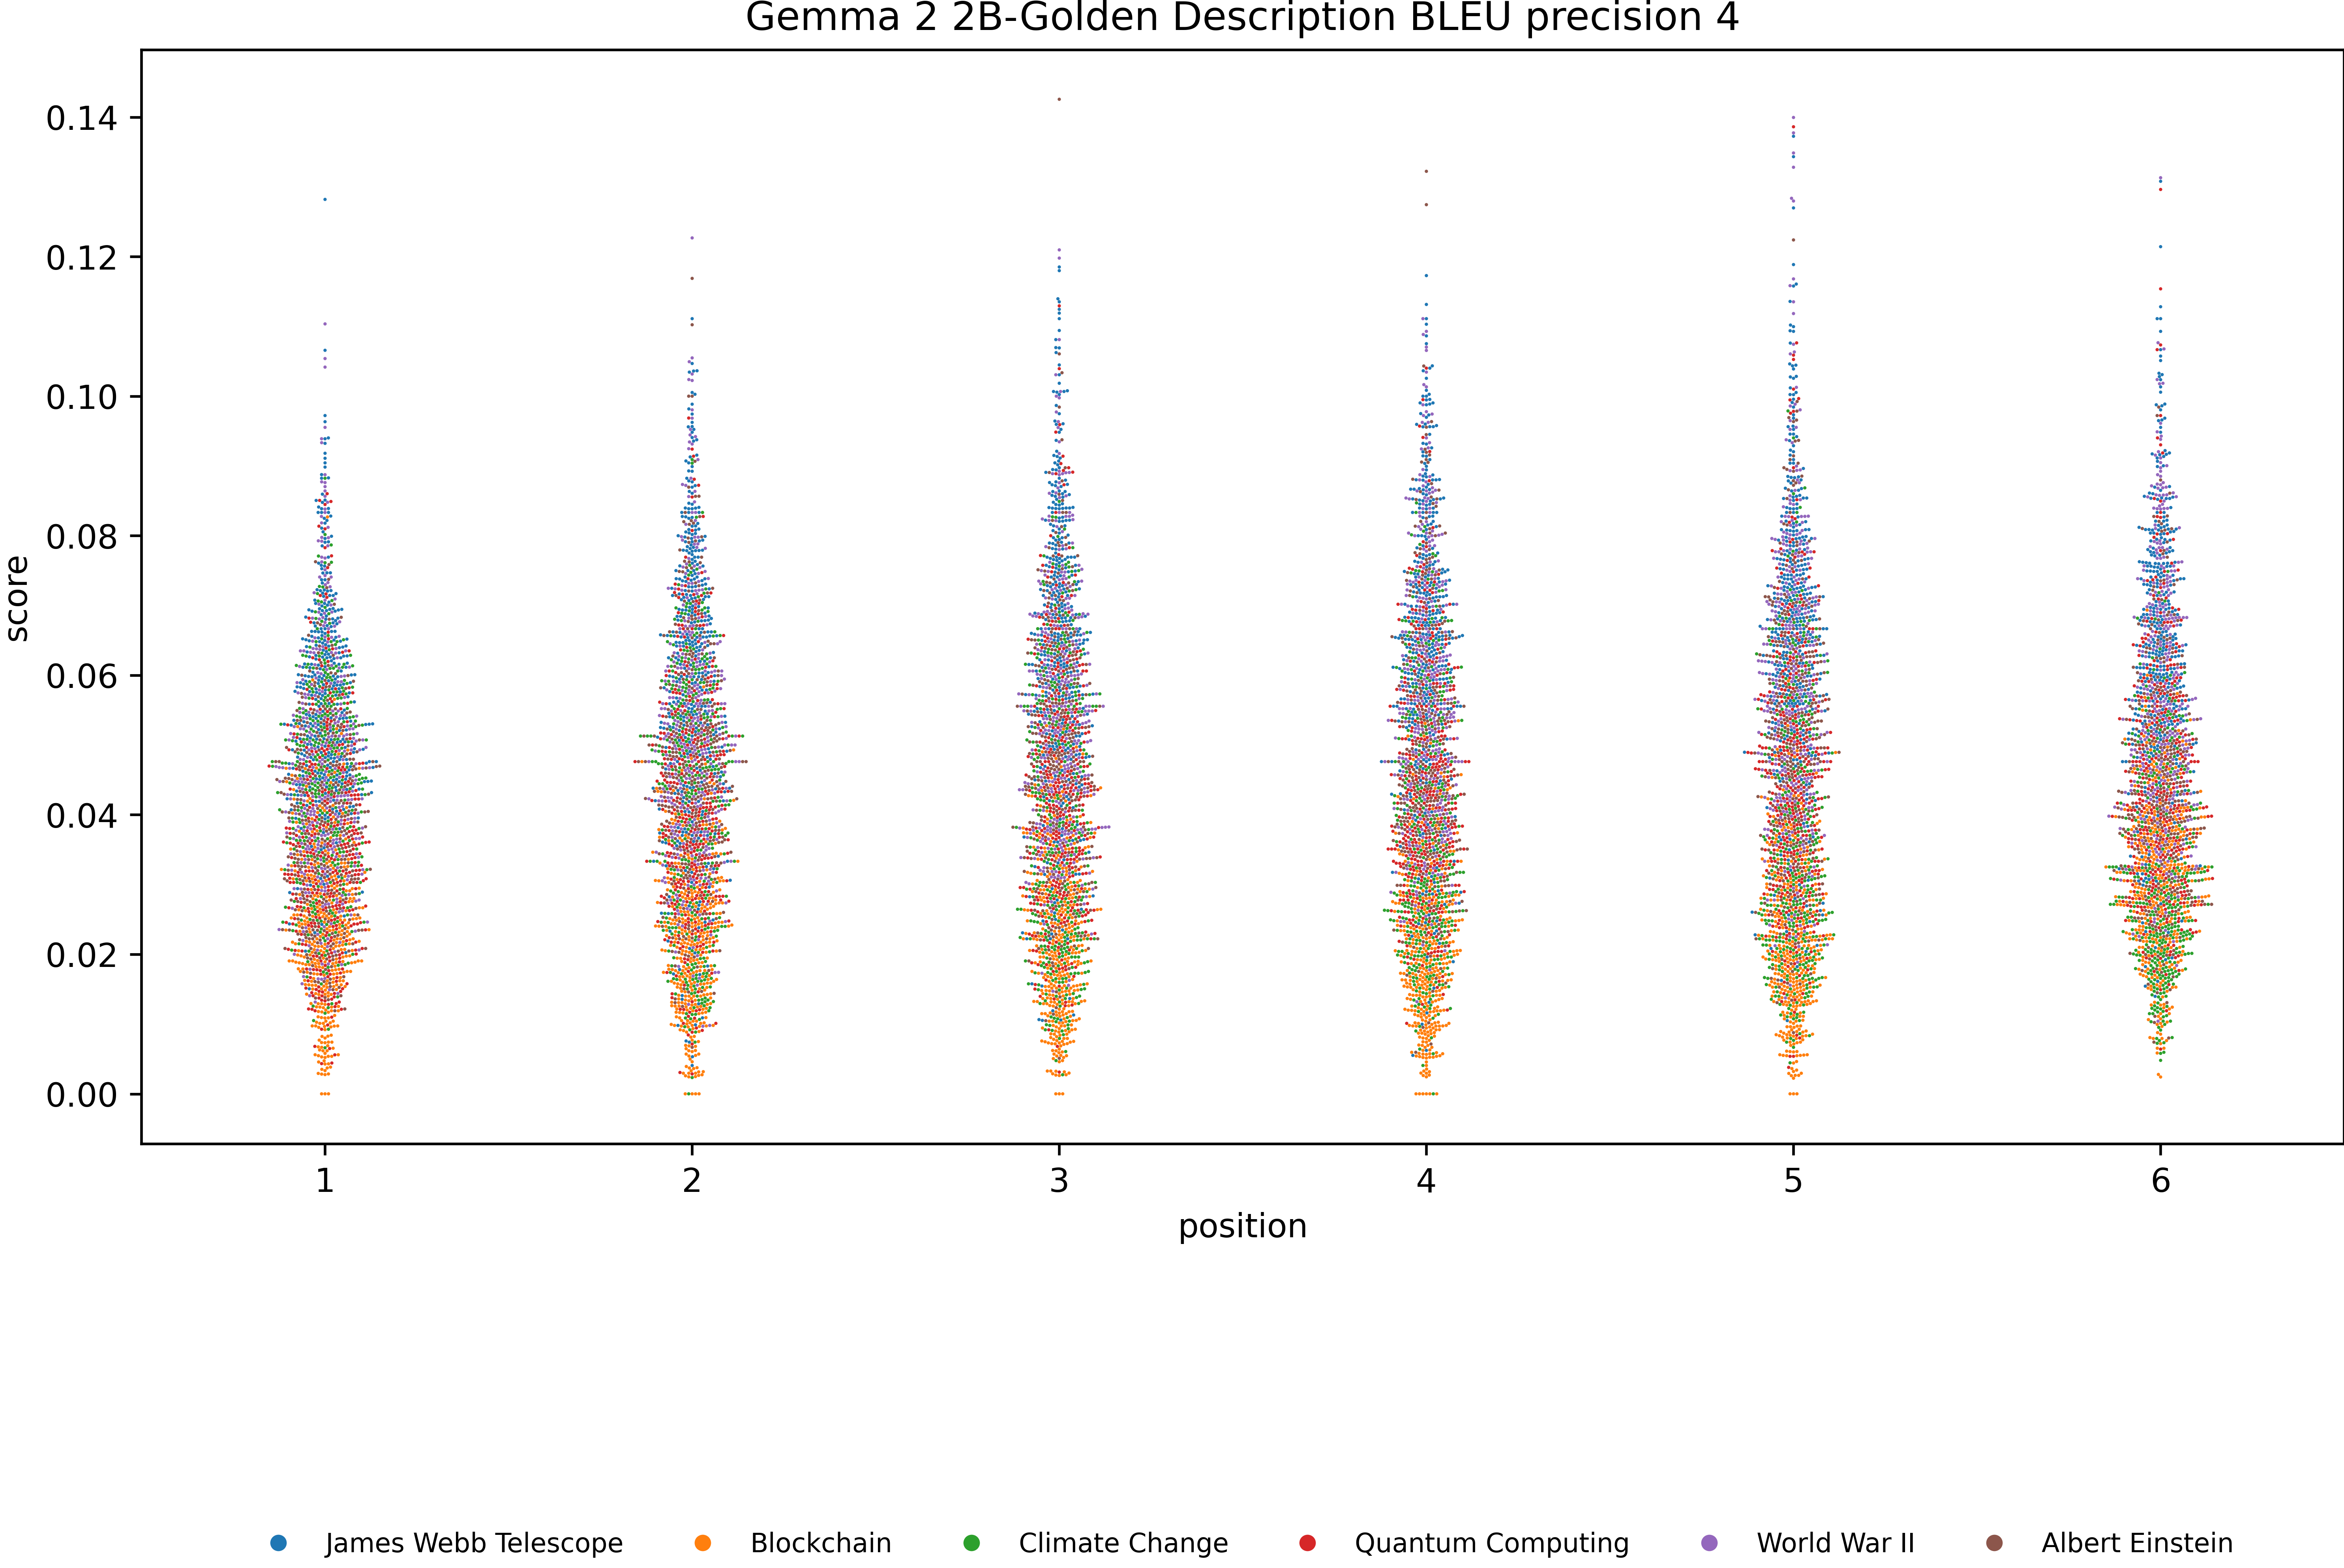 Gemma 2 2B-Golden Description BLEU precision 4
0.14
0.12
0.10
0.08
0.06
0.04
0.02
0.00
score
1 2 3 4 5 6
position
James Webb Telescope Blockchain Climate Change Quantum Computing World War II Albert Einstein